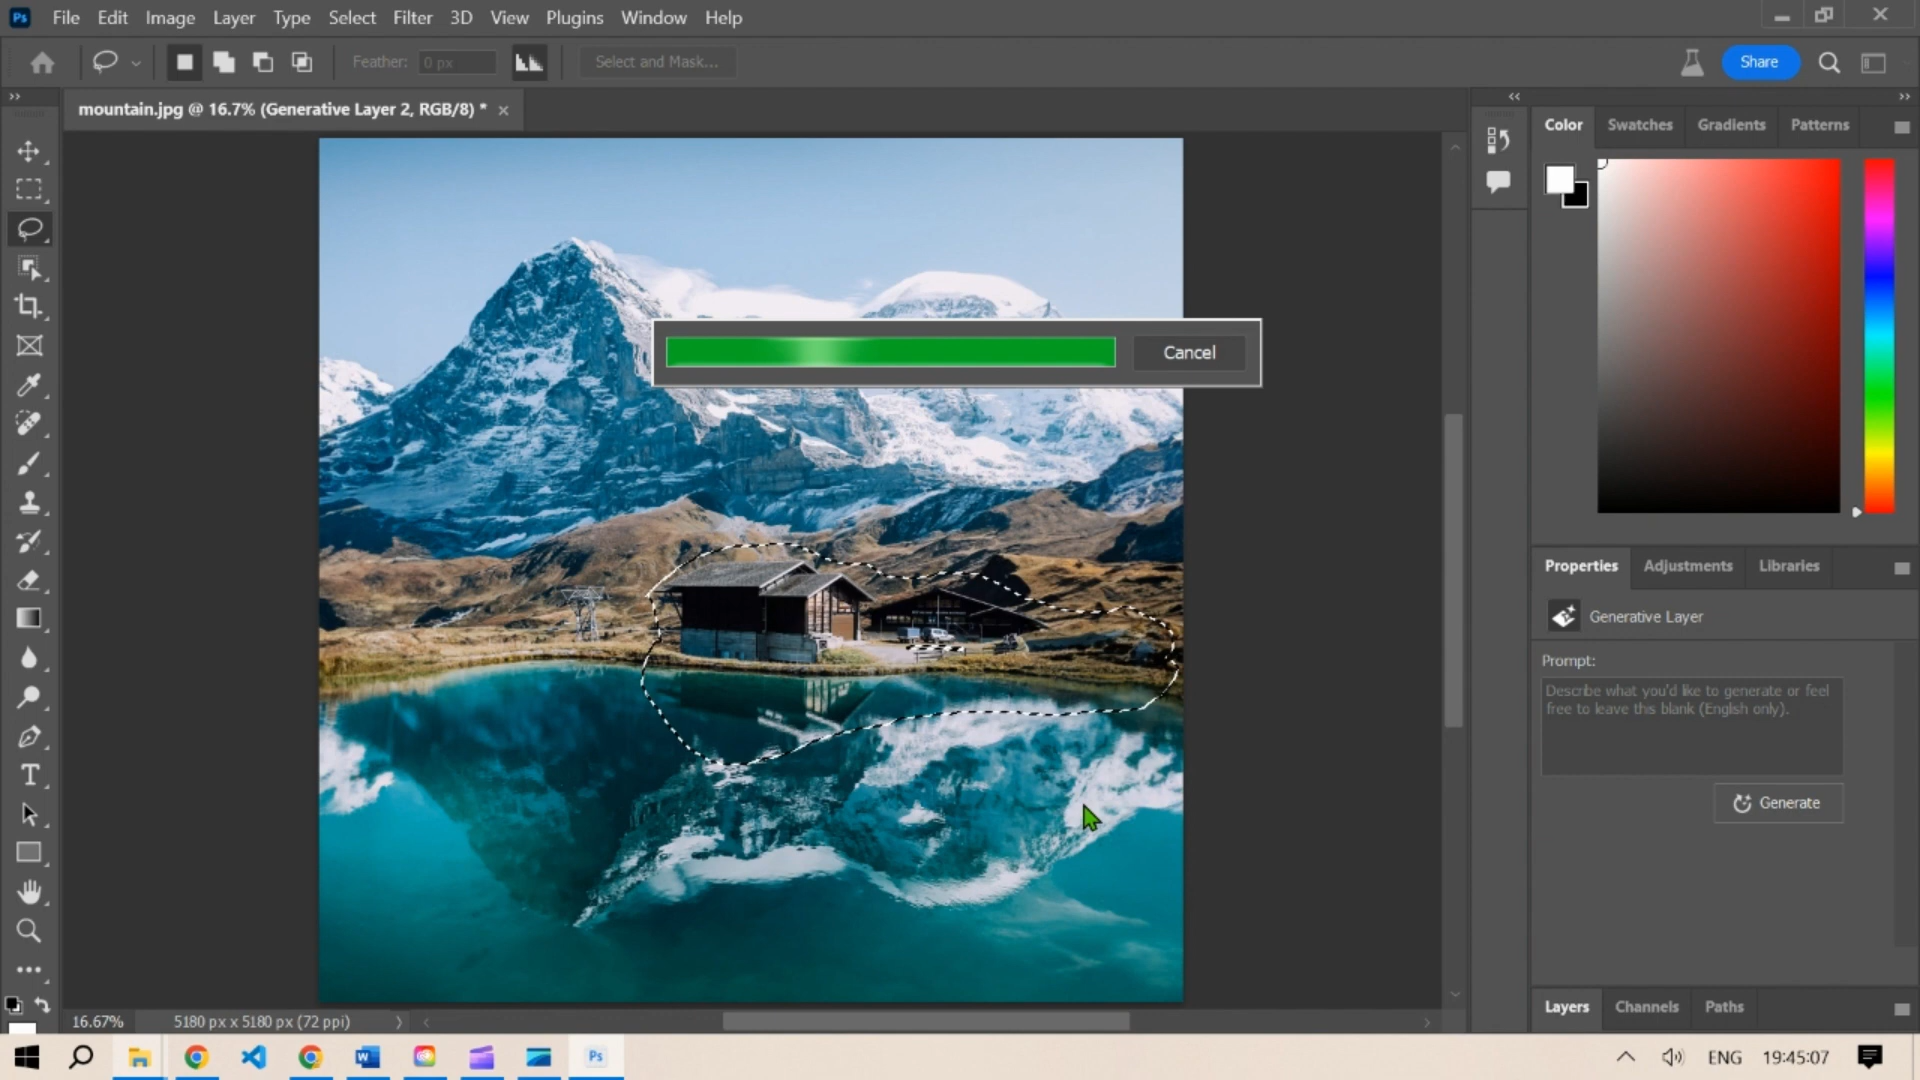 Ps File Edit Image Layer Type Select Filter 3D View Plugins Window Help
Feather: 0 px Select and Mask... Share
mountain.jpg @ 16.7% (Generative Layer 2, RGB/8) *
Color Swatches Gradients Patterns
Cancel
Properties Adjustments Libraries
Generative Layer
Prompt:
Describe what you'd like to generate or feel
free to leave this blank (English only).
Generate
Layers Channels Paths
16.67% 5180 px x 5180 px (72 ppi)
Ps ENG 19:45:07